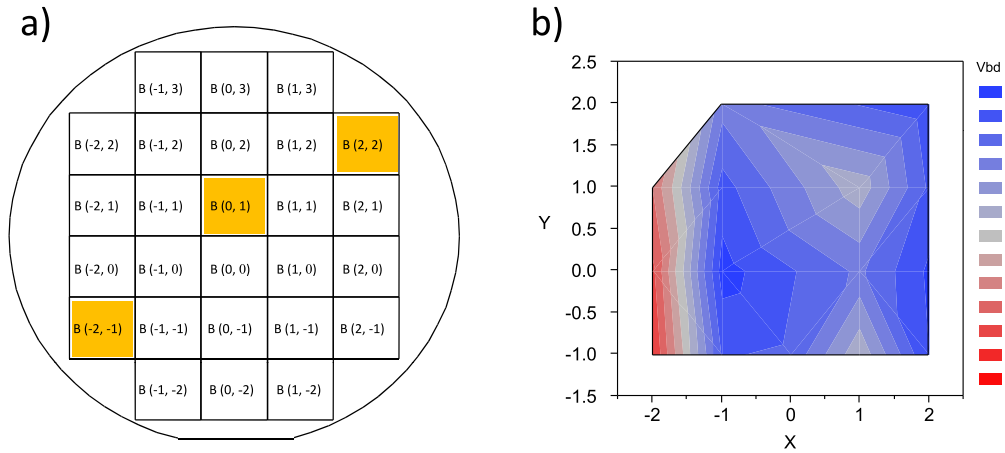 a)
B (-1, 3) B (0, 3) B (1, 3)
B (-2, 2) B (-1, 2) B (0, 2) B (1, 2) B (2, 2)
B (-2, 1) B (-1, 1) B (0, 1) B (1, 1) B (2, 1)
B (-2, 0) B (-1, 0) B (0, 0) B (1, 0) B (2, 0)
B (-2, -1) B (-1, -1) B (0, -1) B (1, -1) B (2, -1)
B (-1, -2) B (0, -2) B (1, -2)
b)
Vbd
2.5
2.0
1.5
1.0
0.5
0.0
-0.5
-1.0
-1.5
Y
-2 -1 0 1 2
X